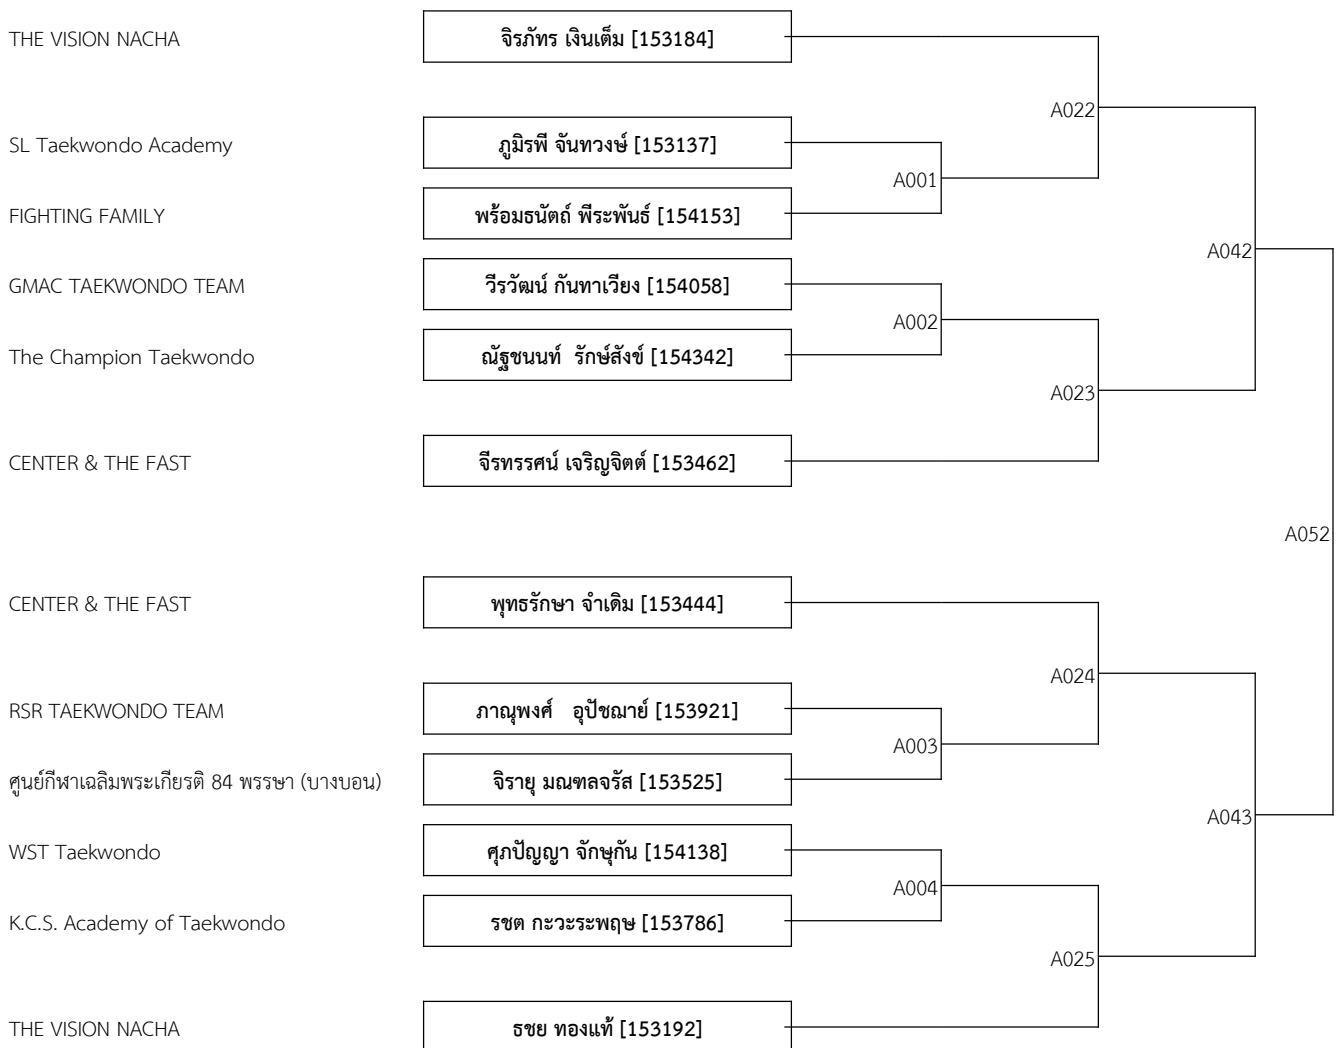 THE VISION NACHA
จิรภัทร เงินเต็ม [153184]
A022
SL Taekwondo Academy
ภูมิรพี จันทวงษ์ [153137]
A001
FIGHTING FAMILY
พร้อมธนัตถ์ พีระพันธ์ [154153]
A042
GMAC TAEKWONDO TEAM
วีรวัฒน์ กันทาเวียง [154058]
A002
The Champion Taekwondo
ณัฐชนนท์ รักษ์สังข์ [154342]
A023
CENTER & THE FAST
จีรทรรศน์ เจริญจิตต์ [153462]
A052
CENTER & THE FAST
พุทธรักษา จำเดิม [153444]
A024
RSR TAEKWONDO TEAM
ภาณุพงศ์ อุปัชฌาย์ [153921]
A003
ศูนย์กีฬาเฉลิมพระเกียรติ 84 พรรษา (บางบอน)
จิรายุ มณฑลจรัส [153525]
A043
WST Taekwondo
ศุภปัญญา จักษุกัน [154138]
A004
K.C.S. Academy of Taekwondo
รชต กะวะระพฤษ [153786]
A025
THE VISION NACHA
ธชย ทองแท้ [153192]